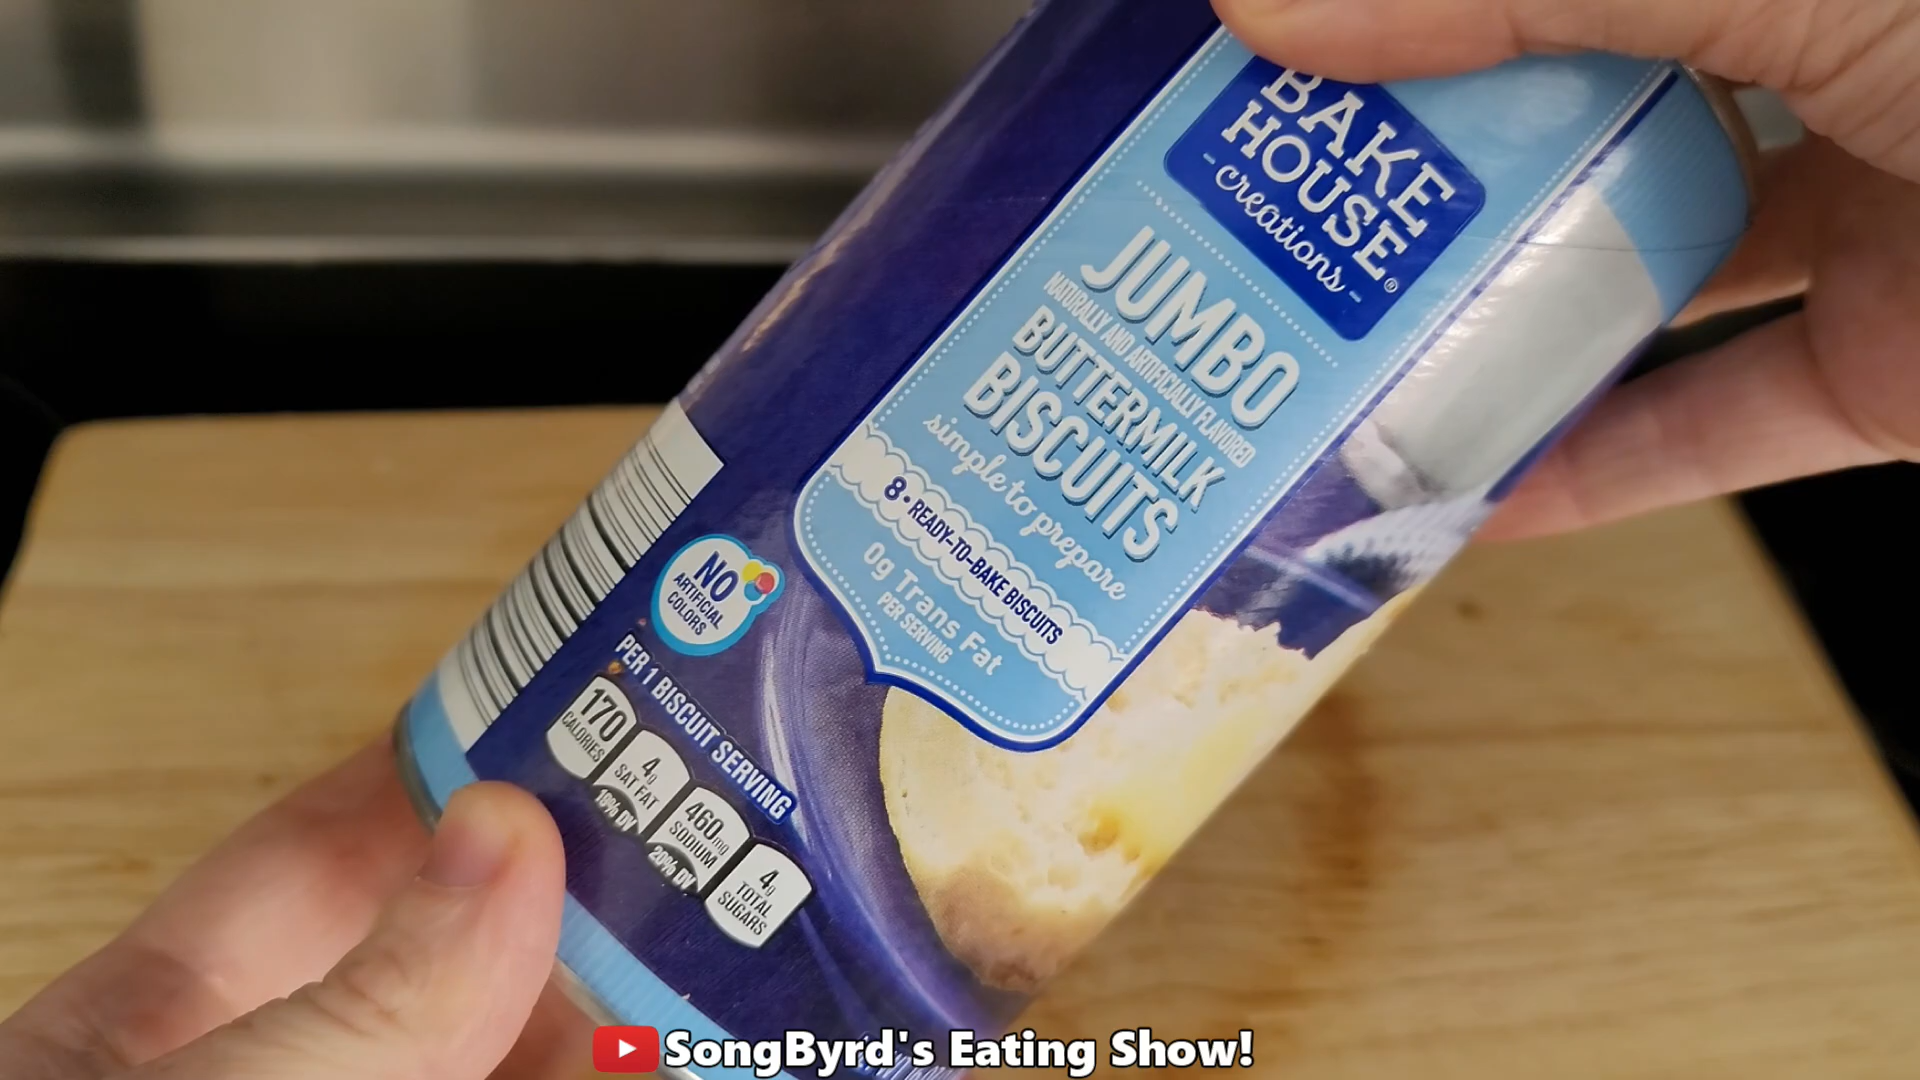 BAKE
HOUSE®
- creations -
JUMBO
NATURALLY AND ARTIFICIALLY FLAVORED
BUTTERMILK
BISCUITS
simple to prepare
8 • READY-TO-BAKE BISCUITS
0g Trans Fat
PER SERVING
NO
ARTIFICIAL
COLORS
PER 1 BISCUIT SERVING
170
CALORIES
4g
SAT FAT
460mg
SODIUM
20% DV
4g
TOTAL
SUGARS
SongByrd's Eating Show!